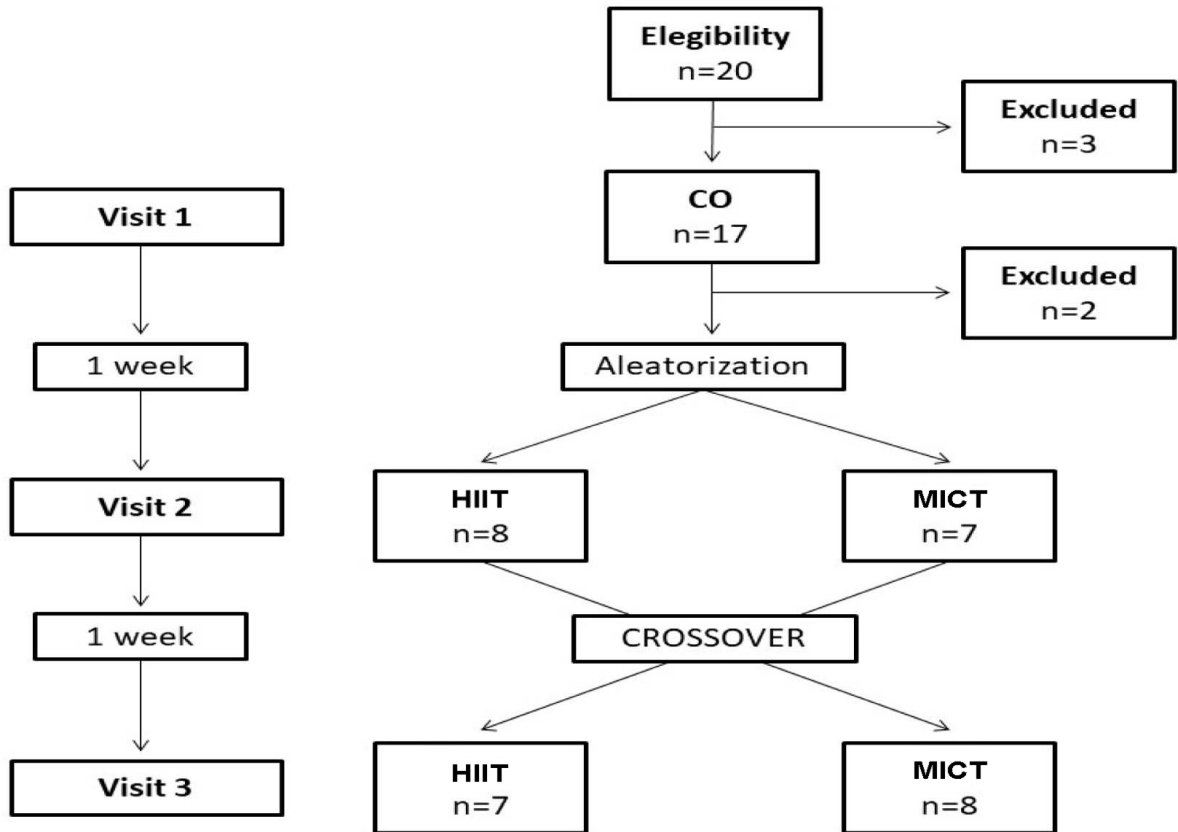 Elegibility
n=20
Excluded
n=3
Visit 1
CO
n=17
Excluded
n=2
1 week
Aleatorization
Visit 2
HIIT
n=8
MICT
n=7
1 week
CROSSOVER
Visit 3
HIIT
n=7
MICT
n=8